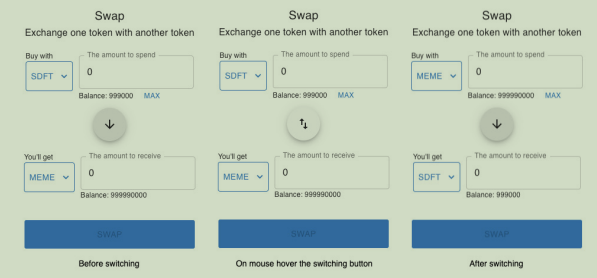 Swap
Exchange one token with another token
Buy with
The amount to spend
SDFT
0
Balance: 999000 MAX
You'll get
The amount to receive
MEME
0
Balance: 999990000
SWAP
Before switching
Swap
Exchange one token with another token
Buy with
The amount to spend
SDFT
0
Balance: 999000 MAX
You'll get
The amount to receive
MEME
0
Balance: 999990000
SWAP
On mouse hover the switching button
Swap
Exchange one token with another token
Buy with
The amount to spend
MEME
0
Balance: 999990000 MAX
You'll get
The amount to receive
SDFT
0
Balance: 999000
SWAP
After switching